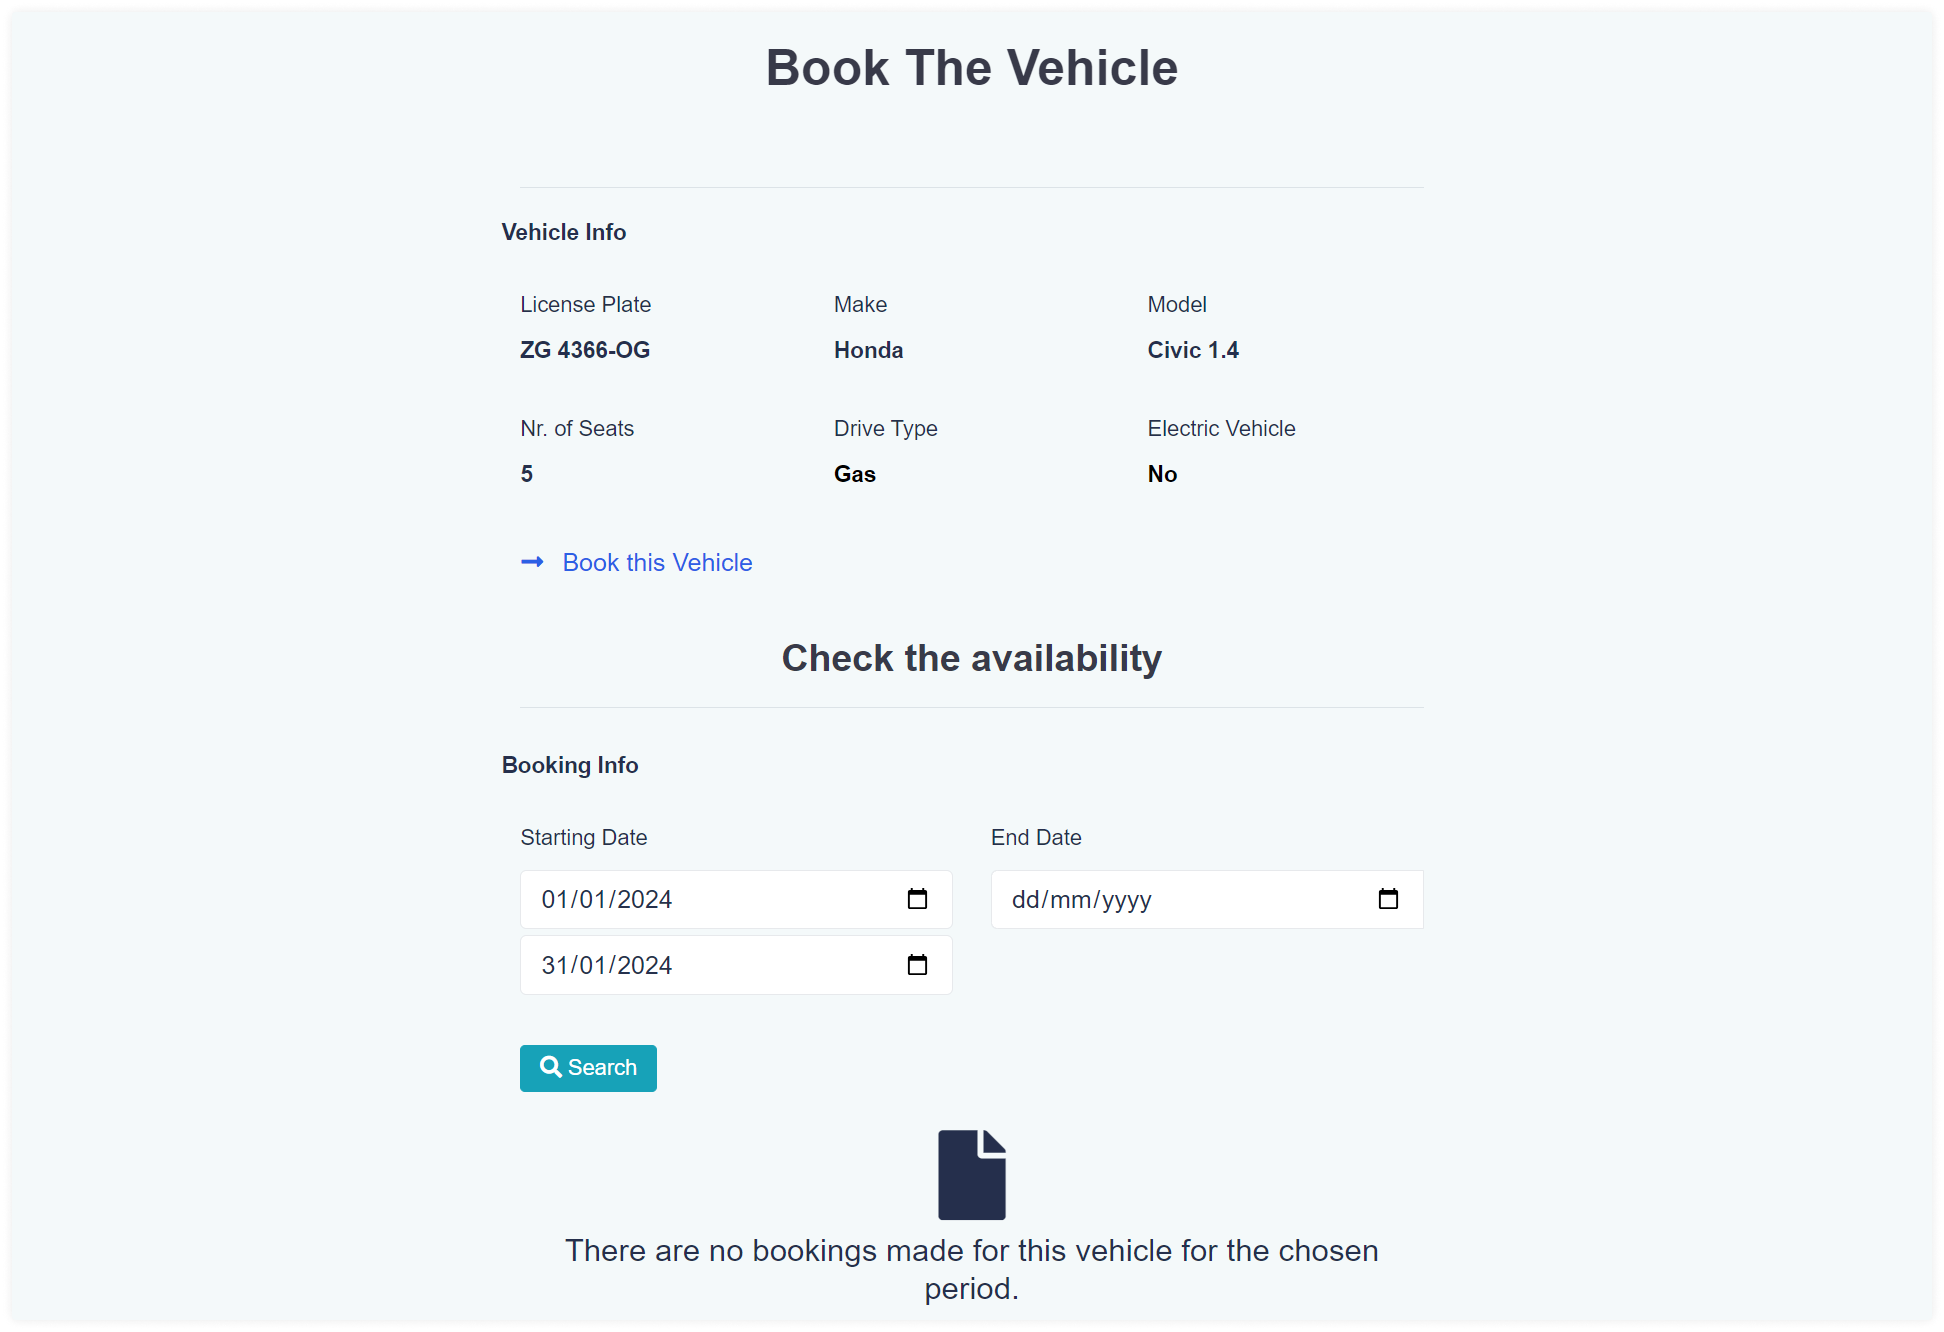 Book The Vehicle
Vehicle Info
License Plate
Make
Model
ZG 4366-OG
Honda
Civic 1.4
Nr. of Seats
Drive Type
Electric Vehicle
5
Gas
No
Book this Vehicle
Check the availability
Booking Info
Starting Date
End Date
01/01/2024
dd/mm/yyyy
31/01/2024
Search
There are no bookings made for this vehicle for the chosen
period.